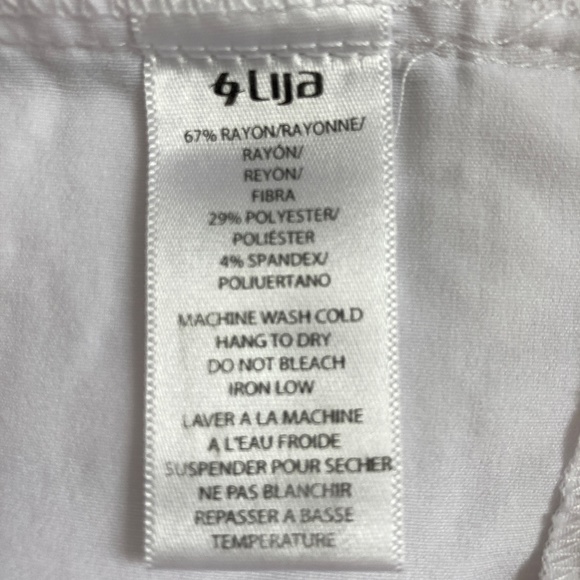 Lija
67% RAYON/RAYONNE/
RAYÓN/
REYÓN/
FIBRA
29% POLYESTER/
POLIÉSTER
4% SPANDEX/
POLIUERTANO
MACHINE WASH COLD
HANG TO DRY
DO NOT BLEACH
IRON LOW
LAVER A LA MACHINE
A L'EAU FROIDE
SUSPENDER POUR SECHER
NE PAS BLANCHIR
REPASSER A BASSE
TEMPERATURE